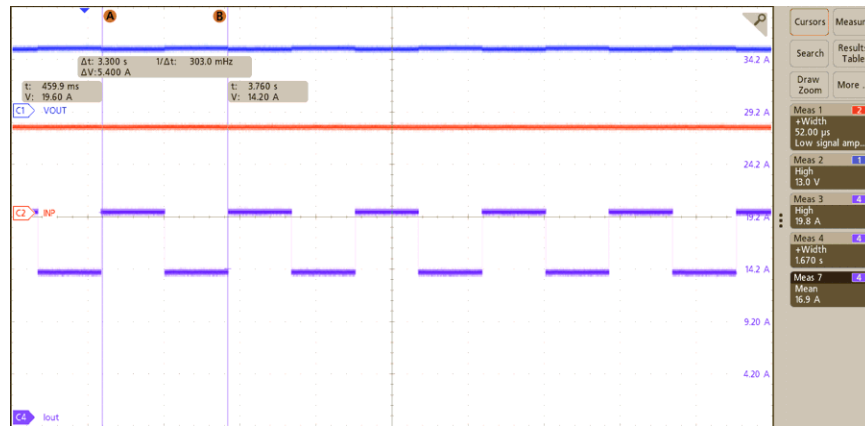 A
B
Cursors
Measure
Δt: 3.300 s
1/Δt:
303.0 mHz
ΔV:5.400 A
t:
459.9 ms
V:
19.60 A
t:
3.760 s
V:
14.20 A
34.2 A
Search
Results
Table
C1
VOUT
29.2 A
Draw
Zoom
More ..
Meas 1
2
+Width
52.00 µs
Low signal amp...
24.2 A
Meas 2
1
High
13.0 V
C2
INP
19.2 A
Meas 3
4
High
19.8 A
Meas 4
4
+Width
1.670 s
14.2 A
Meas 7
4
Mean
16.9 A
9.20 A
4.20 A
C4
Iout